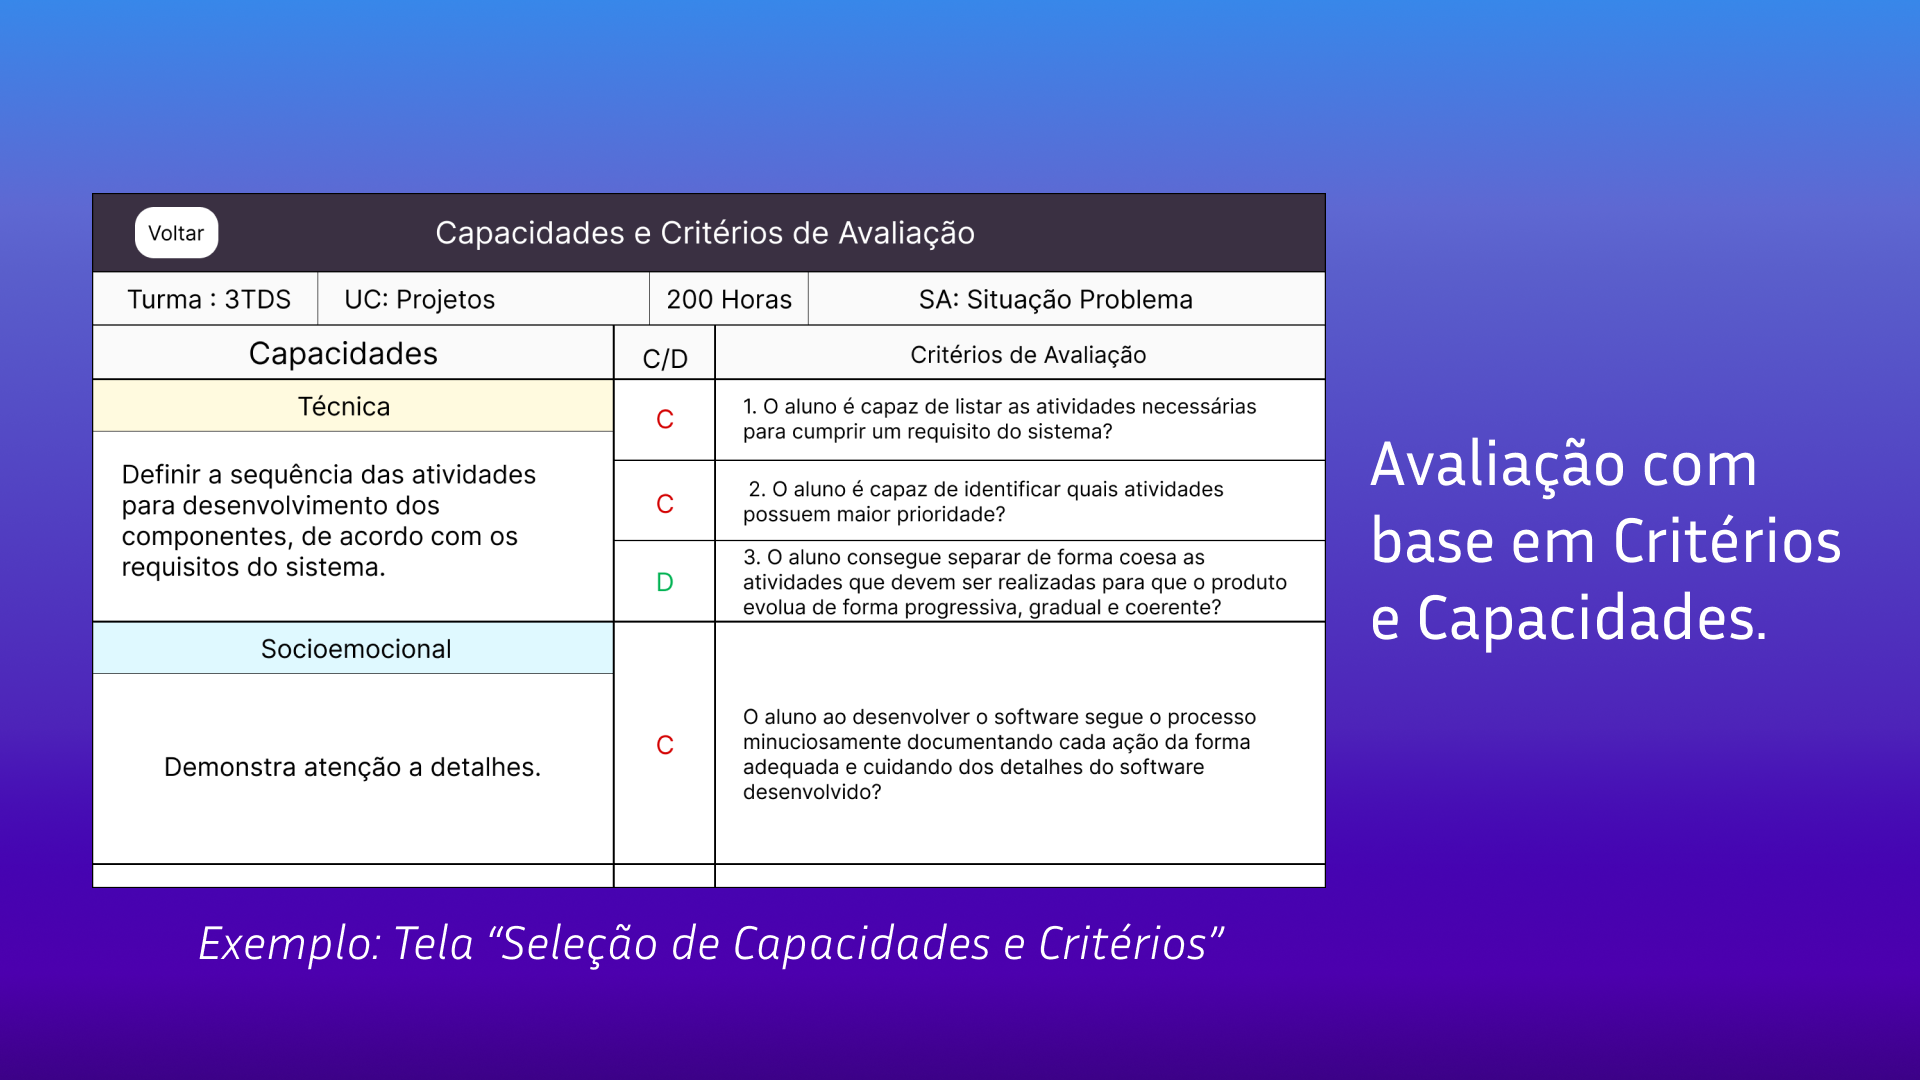 Voltar
Capacidades e Critérios de Avaliação
Turma : 3TDS
UC: Projetos
200 Horas
SA: Situação Problema
Capacidades
C/D
Critérios de Avaliação
Técnica
Definir a sequência das atividades
para desenvolvimento dos
componentes, de acordo com os
requisitos do sistema.
C
1. O aluno é capaz de listar as atividades necessárias
para cumprir um requisito do sistema?
C
2. O aluno é capaz de identificar quais atividades
possuem maior prioridade?
D
3. O aluno consegue separar de forma coesa as
atividades que devem ser realizadas para que o produto
evolua de forma progressiva, gradual e coerente?
Socioemocional
Demonstra atenção a detalhes.
C
O aluno ao desenvolver o software segue o processo
minuciosamente documentando cada ação da forma
adequada e cuidando dos detalhes do software
desenvolvido?
Avaliação com
base em Critérios
e Capacidades.
Exemplo: Tela “Seleção de Capacidades e Critérios”